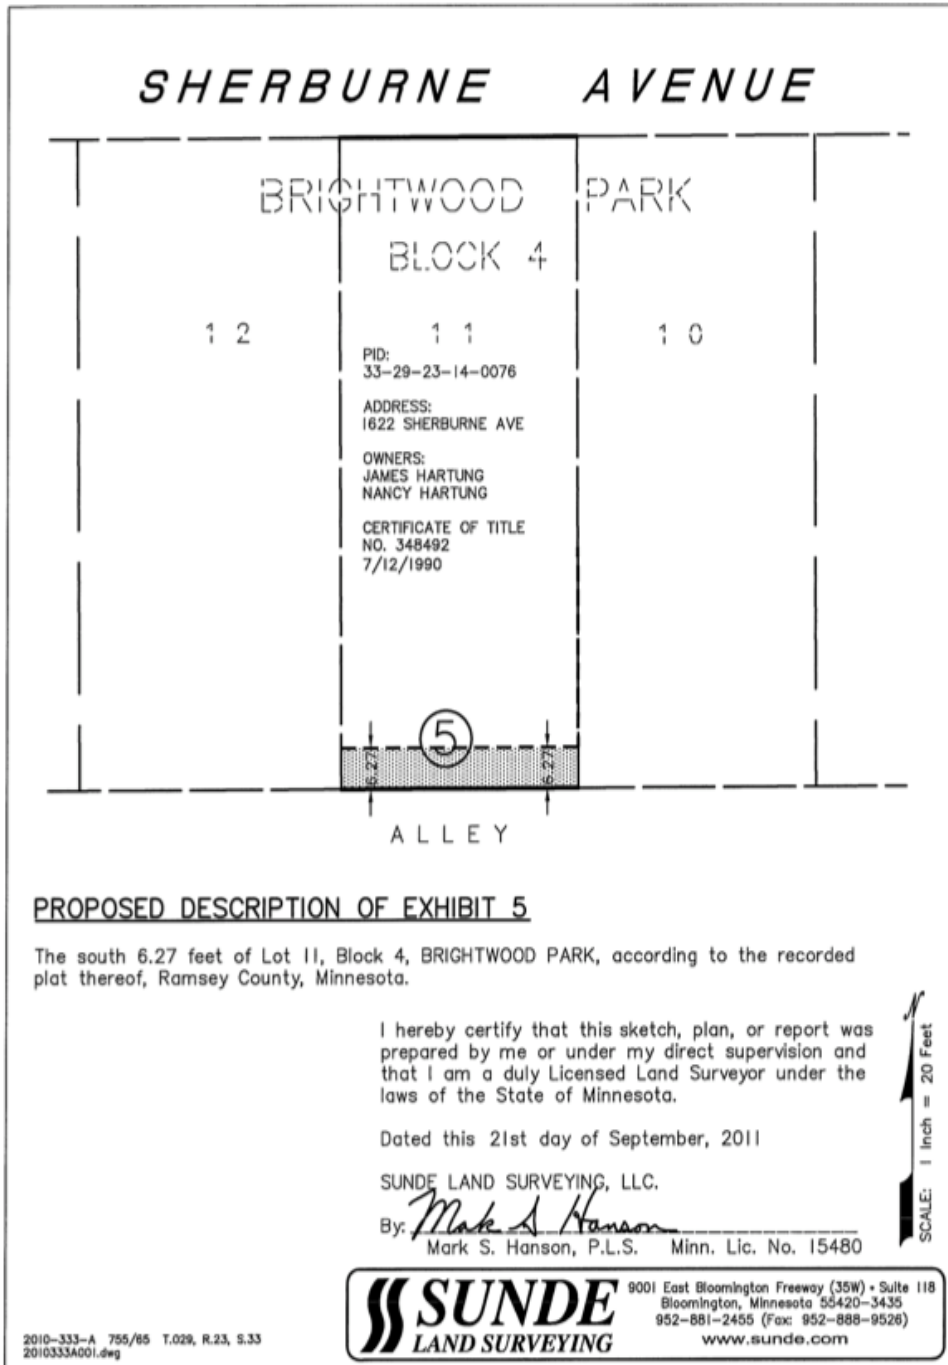 SHERBURNE AVENUE
BRIGHTWOOD PARK
BLOCK 4
12 11 10
PID:
33-29-23-14-0076
ADDRESS:
1622 SHERBURNE AVE
OWNERS:
JAMES HARTUNG
NANCY HARTUNG
CERTIFICATE OF TITLE
NO. 348492
7/12/1990
5
6.27 6.27
ALLEY
PROPOSED DESCRIPTION OF EXHIBIT 5
The south 6.27 feet of Lot 11, Block 4, BRIGHTWOOD PARK, according to the recorded
plat thereof, Ramsey County, Minnesota.
I hereby certify that this sketch, plan, or report was
prepared by me or under my direct supervision and
that I am a duly Licensed Land Surveyor under the
laws of the State of Minnesota.
Dated this 21st day of September, 2011
SUNDE LAND SURVEYING, LLC.
By: Mark S Hanson
Mark S. Hanson, P.L.S. Minn. Lic. No. 15480
N
SCALE: 1 Inch = 20 Feet
SUNDE
LAND SURVEYING
9001 East Bloomington Freeway (35W) • Suite 118
Bloomington, Minnesota 55420-3435
952-881-2455 (Fax: 952-888-9526)
www.sunde.com
2010-333-A 755/65 T.029, R.23, S.33
2010333A001.dwg